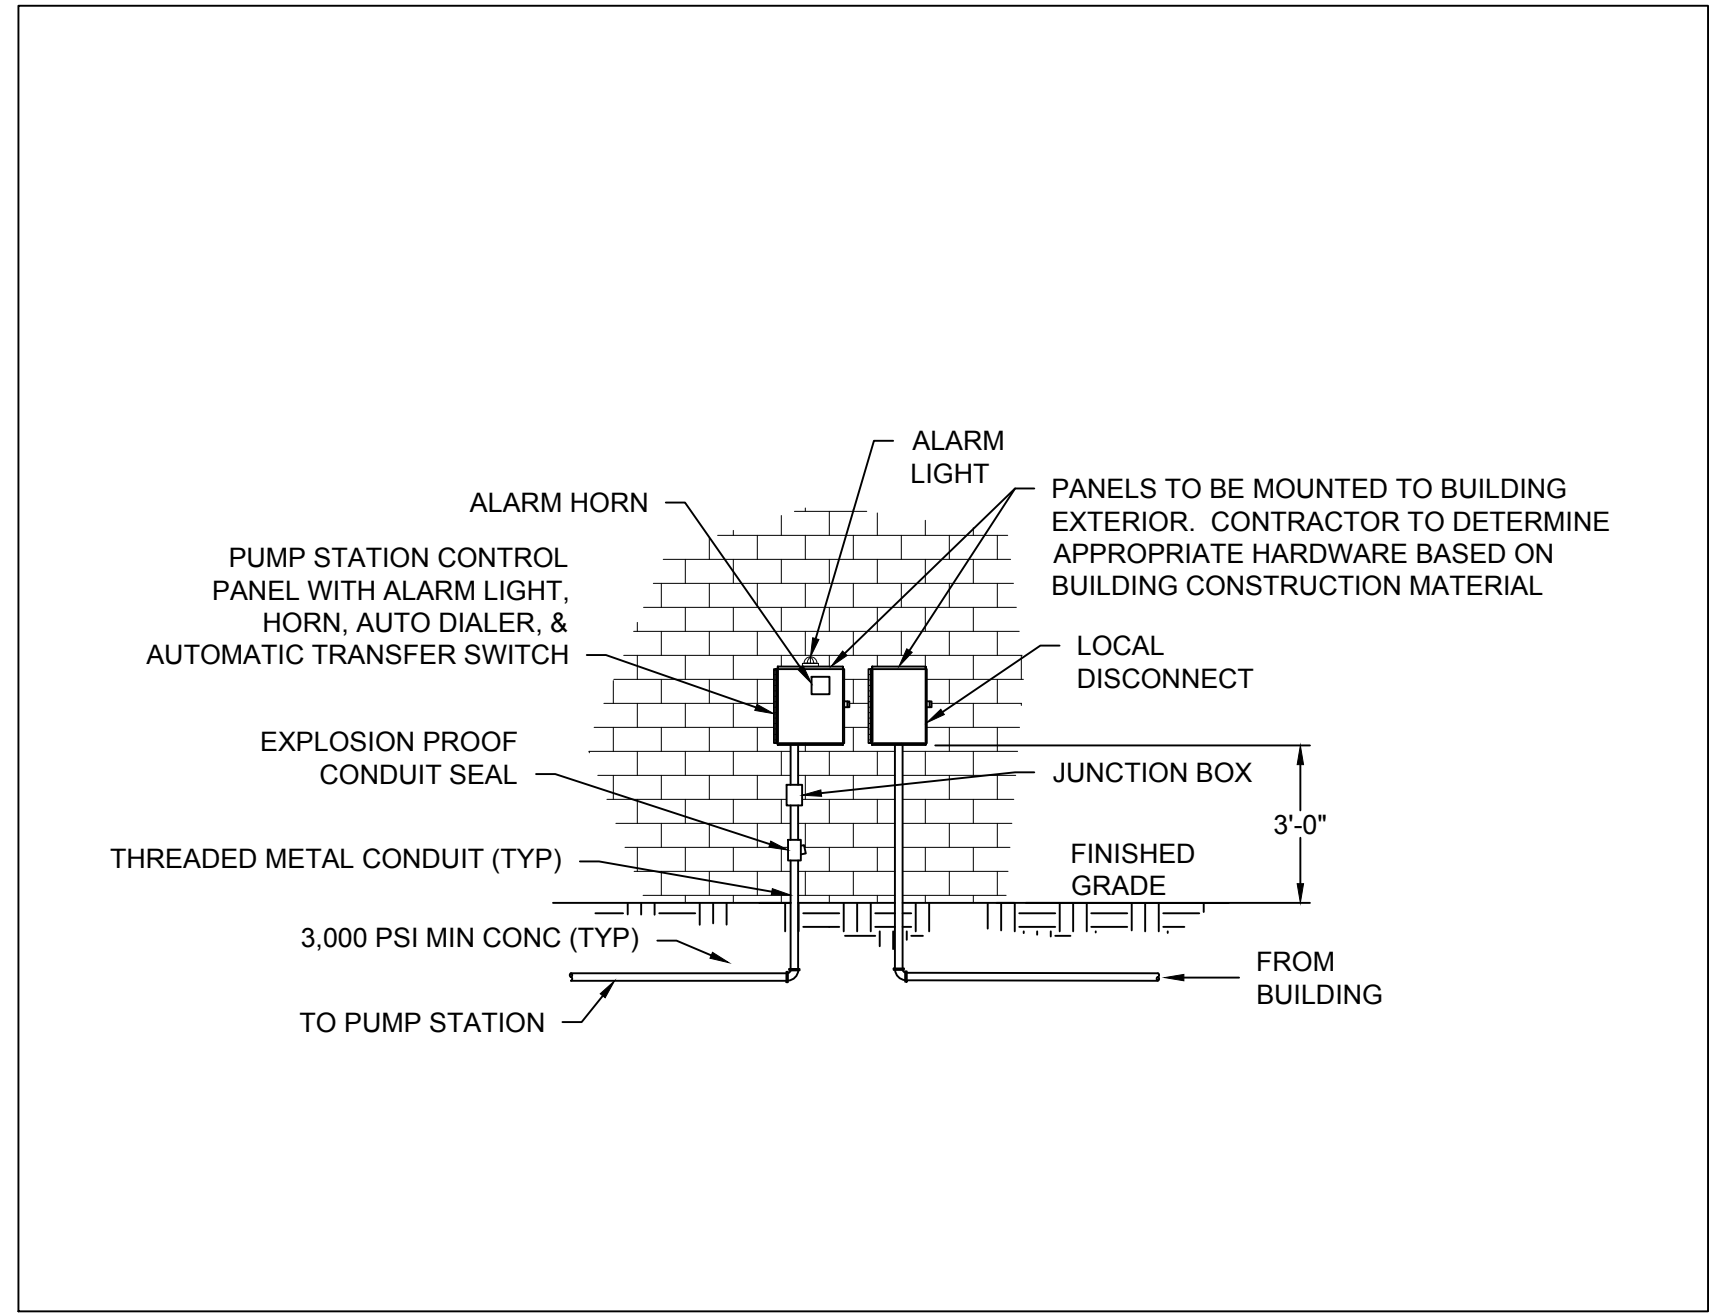 ALARM
LIGHT
ALARM HORN
PANELS TO BE MOUNTED TO BUILDING
EXTERIOR.  CONTRACTOR TO DETERMINE
APPROPRIATE HARDWARE BASED ON
BUILDING CONSTRUCTION MATERIAL
PUMP STATION CONTROL
PANEL WITH ALARM LIGHT,
HORN, AUTO DIALER, &
AUTOMATIC TRANSFER SWITCH
LOCAL
DISCONNECT
EXPLOSION PROOF
CONDUIT SEAL
JUNCTION BOX
3'-0"
THREADED METAL CONDUIT (TYP)
FINISHED
GRADE
3,000 PSI MIN CONC (TYP)
FROM
BUILDING
TO PUMP STATION